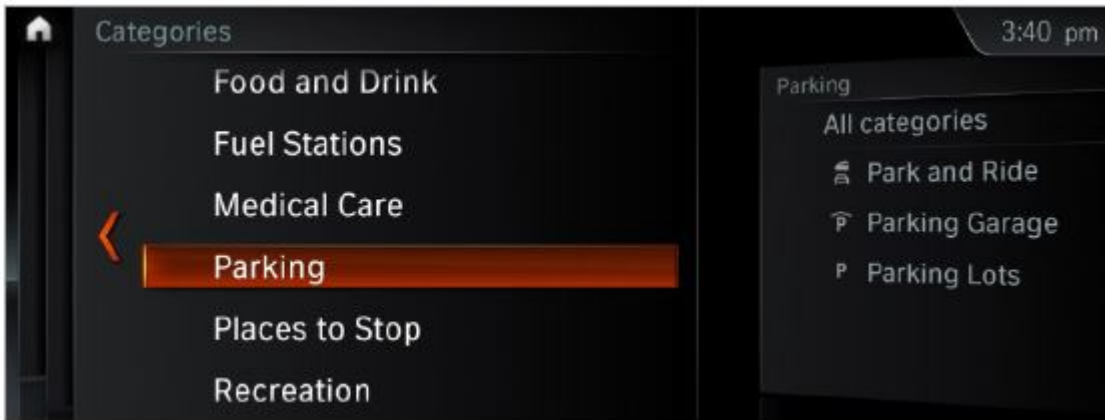 Categories
Food and Drink
Fuel Stations
Medical Care
Parking
Places to Stop
Recreation
3:40 pm
Parking
All categories
Park and Ride
P Parking Garage
P Parking Lots